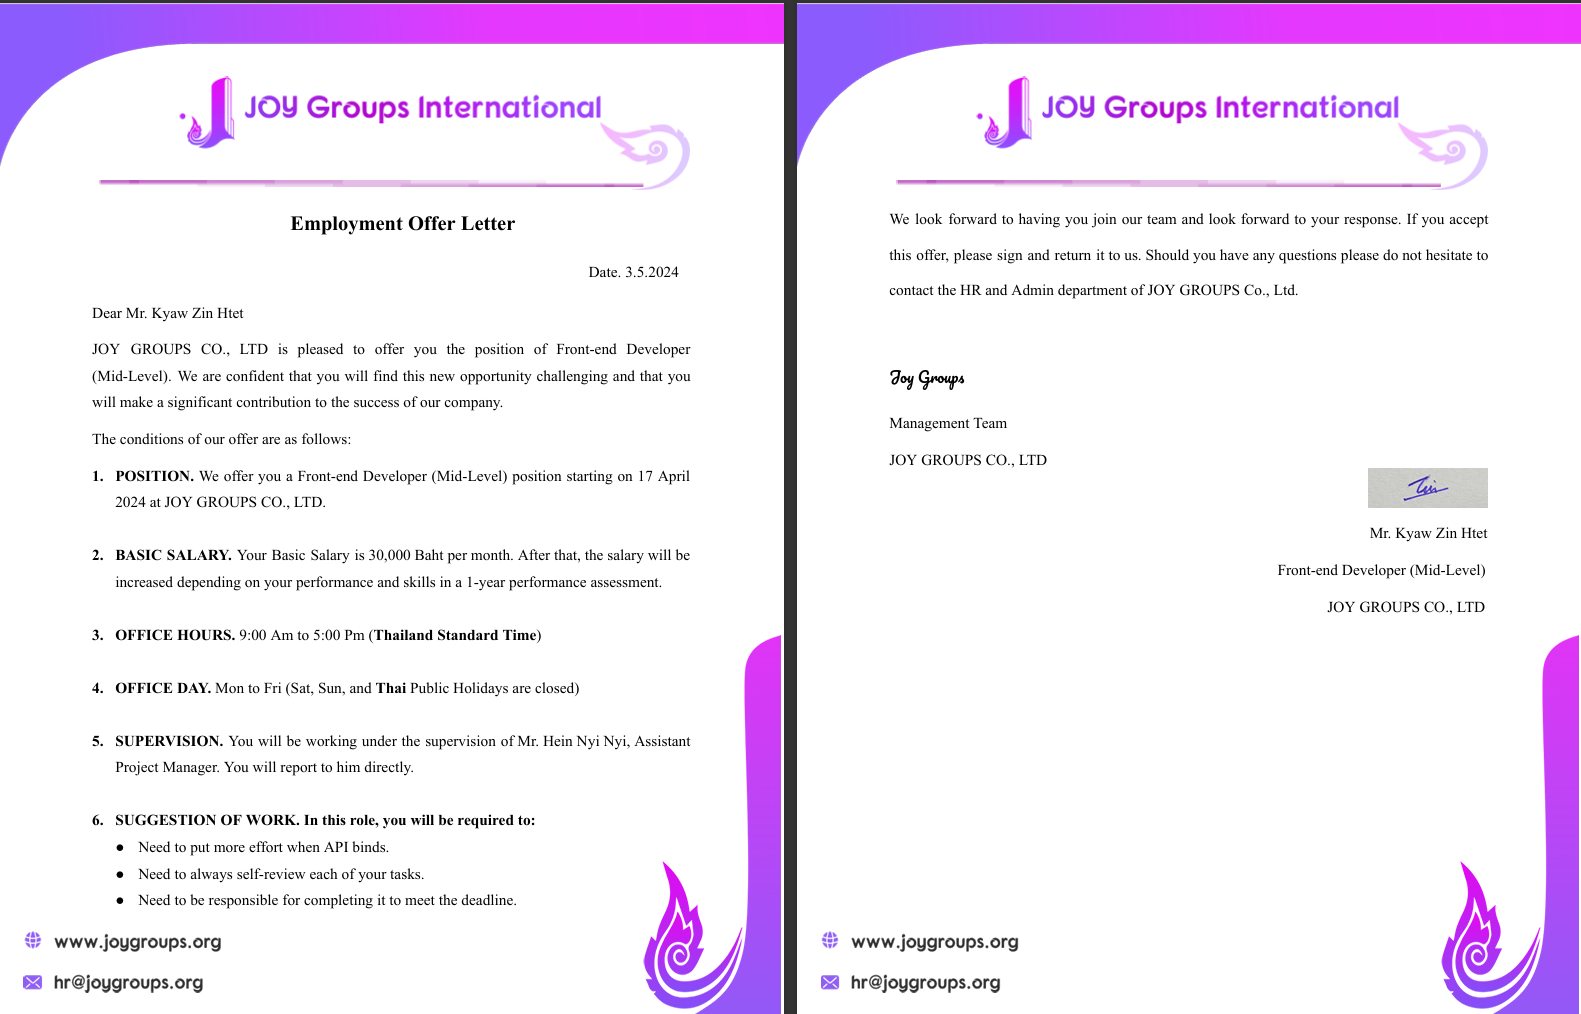 JOY Groups International
Employment Offer Letter
Date. 3.5.2024
Dear Mr. Kyaw Zin Htet
JOY GROUPS CO., LTD is pleased to offer you the position of Front-end Developer
(Mid-Level). We are confident that you will find this new opportunity challenging and that you
will make a significant contribution to the success of our company.
The conditions of our offer are as follows:
1. POSITION. We offer you a Front-end Developer (Mid-Level) position starting on 17 April
2024 at JOY GROUPS CO., LTD.
2. BASIC SALARY. Your Basic Salary is 30,000 Baht per month. After that, the salary will be
increased depending on your performance and skills in a 1-year performance assessment.
3. OFFICE HOURS. 9:00 Am to 5:00 Pm (Thailand Standard Time)
4. OFFICE DAY. Mon to Fri (Sat, Sun, and Thai Public Holidays are closed)
5. SUPERVISION. You will be working under the supervision of Mr. Hein Nyi Nyi, Assistant
Project Manager. You will report to him directly.
6. SUGGESTION OF WORK. In this role, you will be required to:
● Need to put more effort when API binds.
● Need to always self-review each of your tasks.
● Need to be responsible for completing it to meet the deadline.
www.joygroups.org
hr@joygroups.org
JOY Groups International
We look forward to having you join our team and look forward to your response. If you accept
this offer, please sign and return it to us. Should you have any questions please do not hesitate to
contact the HR and Admin department of JOY GROUPS Co., Ltd.
Joy Groups
Management Team
JOY GROUPS CO., LTD
Mr. Kyaw Zin Htet
Front-end Developer (Mid-Level)
JOY GROUPS CO., LTD
www.joygroups.org
hr@joygroups.org